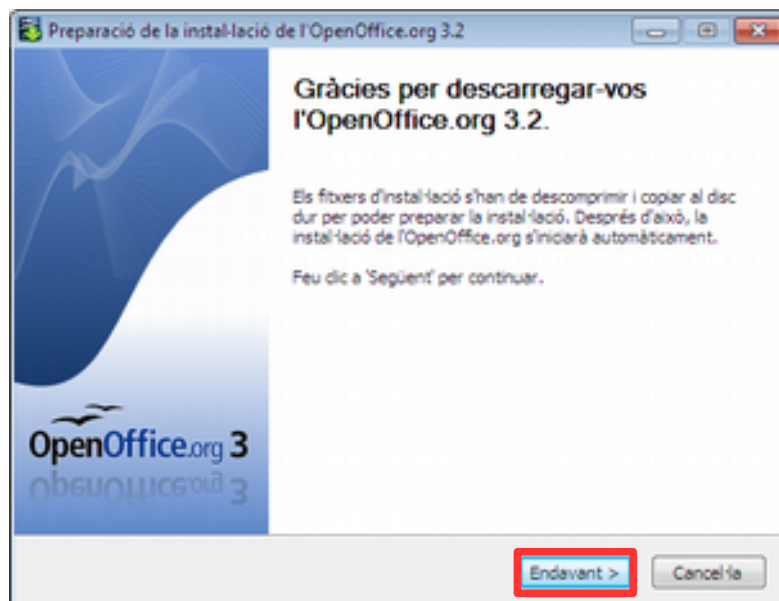 Preparació de la instal·lació de l'OpenOffice.org 3.2
Gràcies per descarregar-vos
l'OpenOffice.org 3.2.
Els fitxers d'instal·lació s'han de descomprimir i copiar al disc
dur per poder preparar la instal·lació. Després d'això, la
instal·lació de l'OpenOffice.org s'iniciarà automàticament.
Feu clic a 'Següent' per continuar.
OpenOffice.org 3
Endavant >
Cancel·la